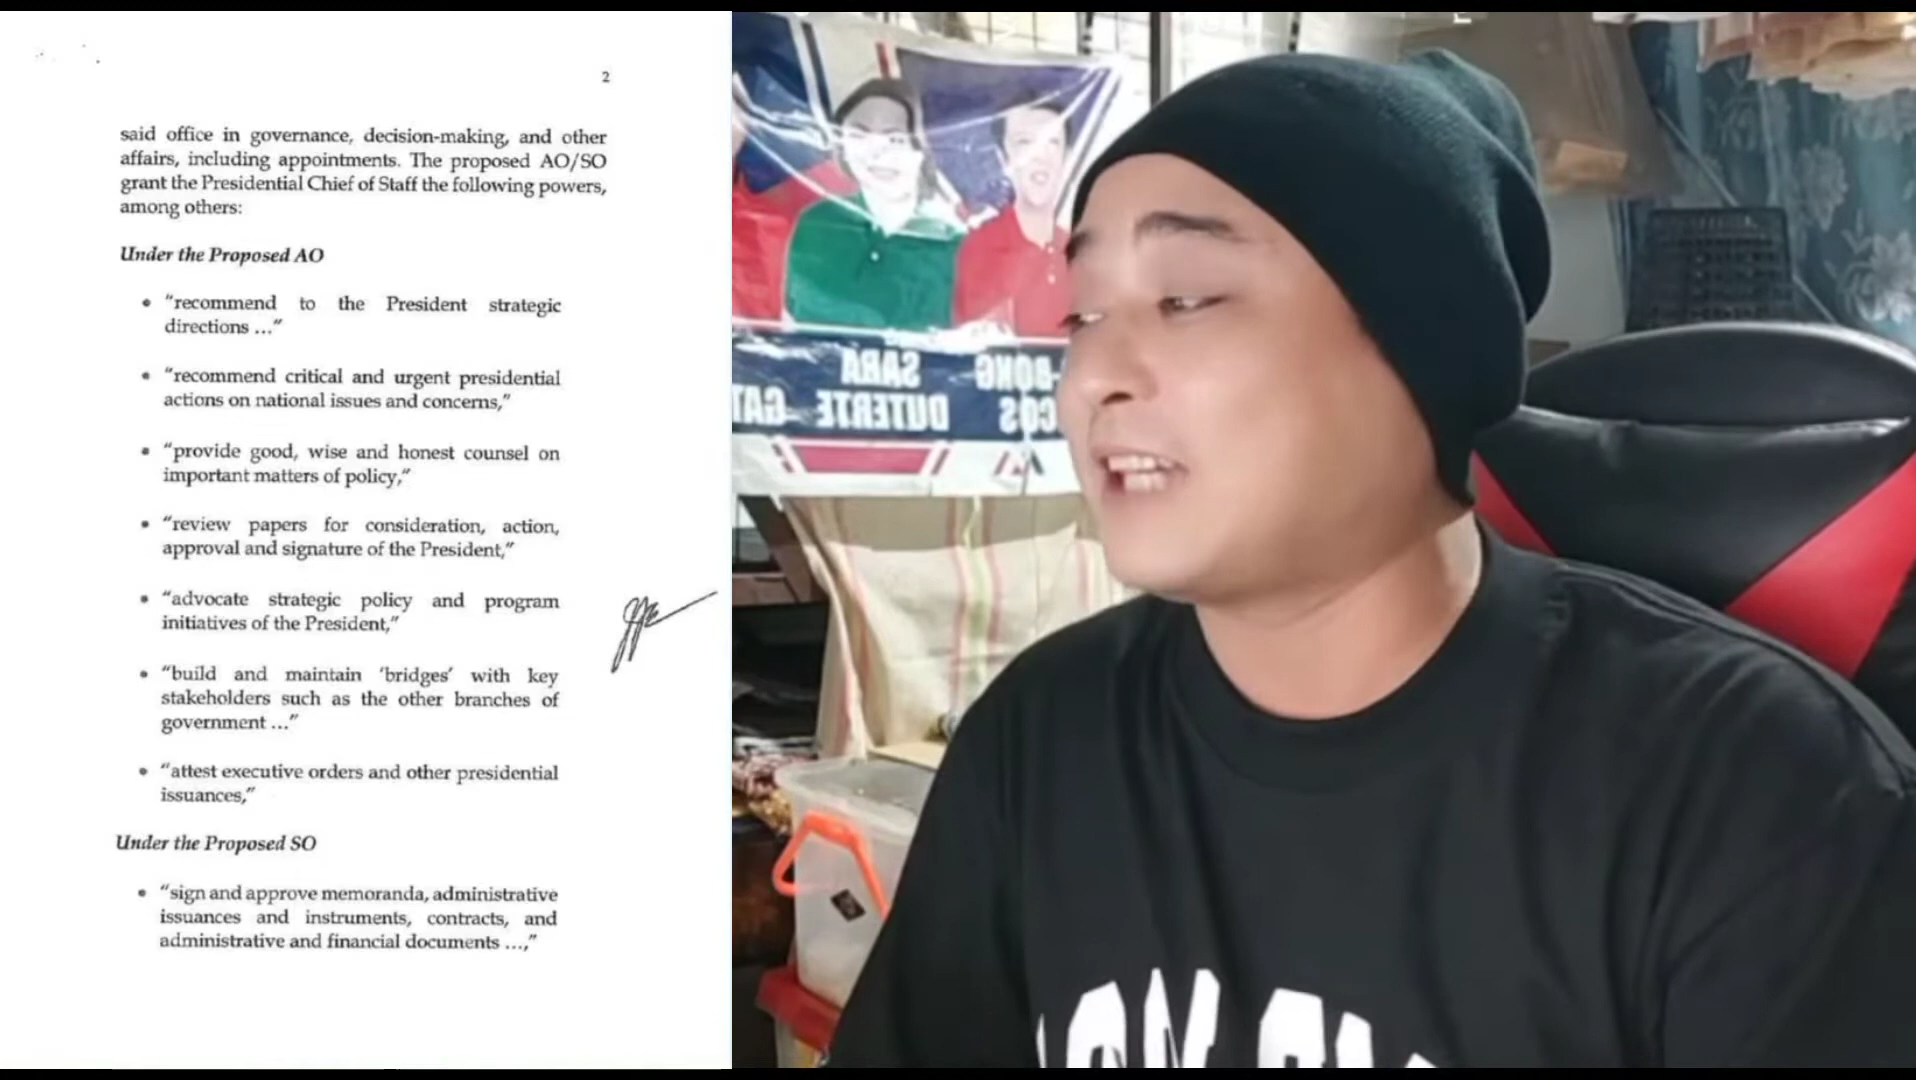 2
said office in governance, decision-making, and other
affairs, including appointments. The proposed AO/SO
grant the Presidential Chief of Staff the following powers,
among others:
Under the Proposed AO
• “recommend to the President strategic
directions ...”
• “recommend critical and urgent presidential
actions on national issues and concerns,”
• “provide good, wise and honest counsel on
important matters of policy,”
• “review papers for consideration, action,
approval and signature of the President,”
• “advocate strategic policy and program
initiatives of the President,”
• “build and maintain ‘bridges’ with key
stakeholders such as the other branches of
government ...”
• “attest executive orders and other presidential
issuances,”
Under the Proposed SO
• “sign and approve memoranda, administrative
issuances and instruments, contracts, and
administrative and financial documents ...,”
BONG SARA
COS DUTERTE GAT